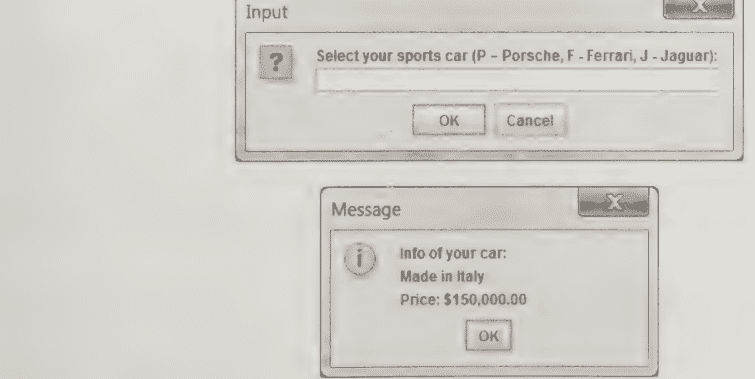 Input
X
Select your sports car (P – Porsche, F - Ferrari, J - Jaguar):
?
OK Cancel
Message
X
i
Info of your car:
Made in Italy
Price: $150,000.00
OK